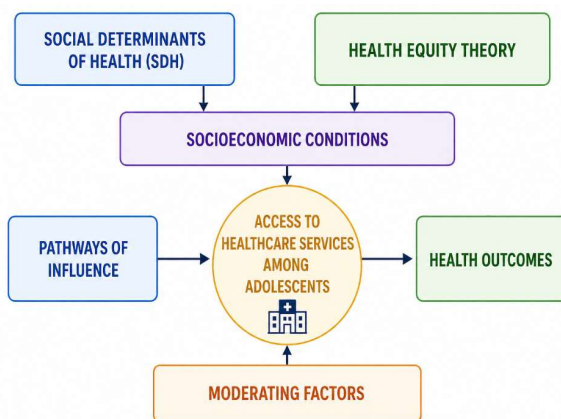 SOCIAL DETERMINANTS
OF HEALTH (SDH)
HEALTH EQUITY THEORY
SOCIOECONOMIC CONDITIONS
PATHWAYS OF
INFLUENCE
ACCESS TO
HEALTHCARE SERVICES
AMONG
ADOLESCENTS
HEALTH OUTCOMES
MODERATING FACTORS